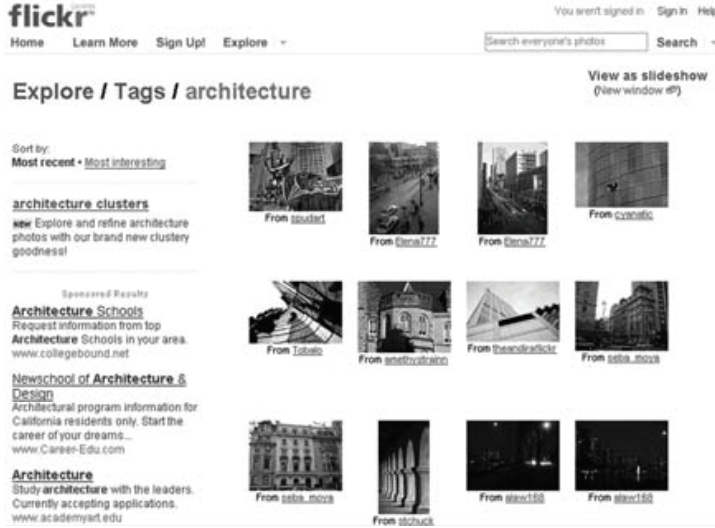 flickr
You aren't signed in Sign In Help
Home Learn More Sign Up! Explore
Search everyone's photos Search
Explore / Tags / architecture
View as slideshow
(New window)
Sort by:
Most recent • Most interesting
architecture clusters
NEW Explore and refine architecture
photos with our brand new clustery
goodness!
Sponsored Results
Architecture Schools
Request information from top
Architecture Schools in your area.
www.collegebound.net
Newschool of Architecture &
Design
Architectural program information for
California residents only. Start the
career of your dreams...
www.Career-Edu.com
Architecture
Study architecture with the leaders.
Currently accepting applications.
www.academyart.edu
From spudart
From Elena777
From Elena777
From cyanatic
From Tobalo
From amethystrainn
From theandiraflickr
From seba_moya
From seba_moya
From stchuck
From alaw168
From alaw168